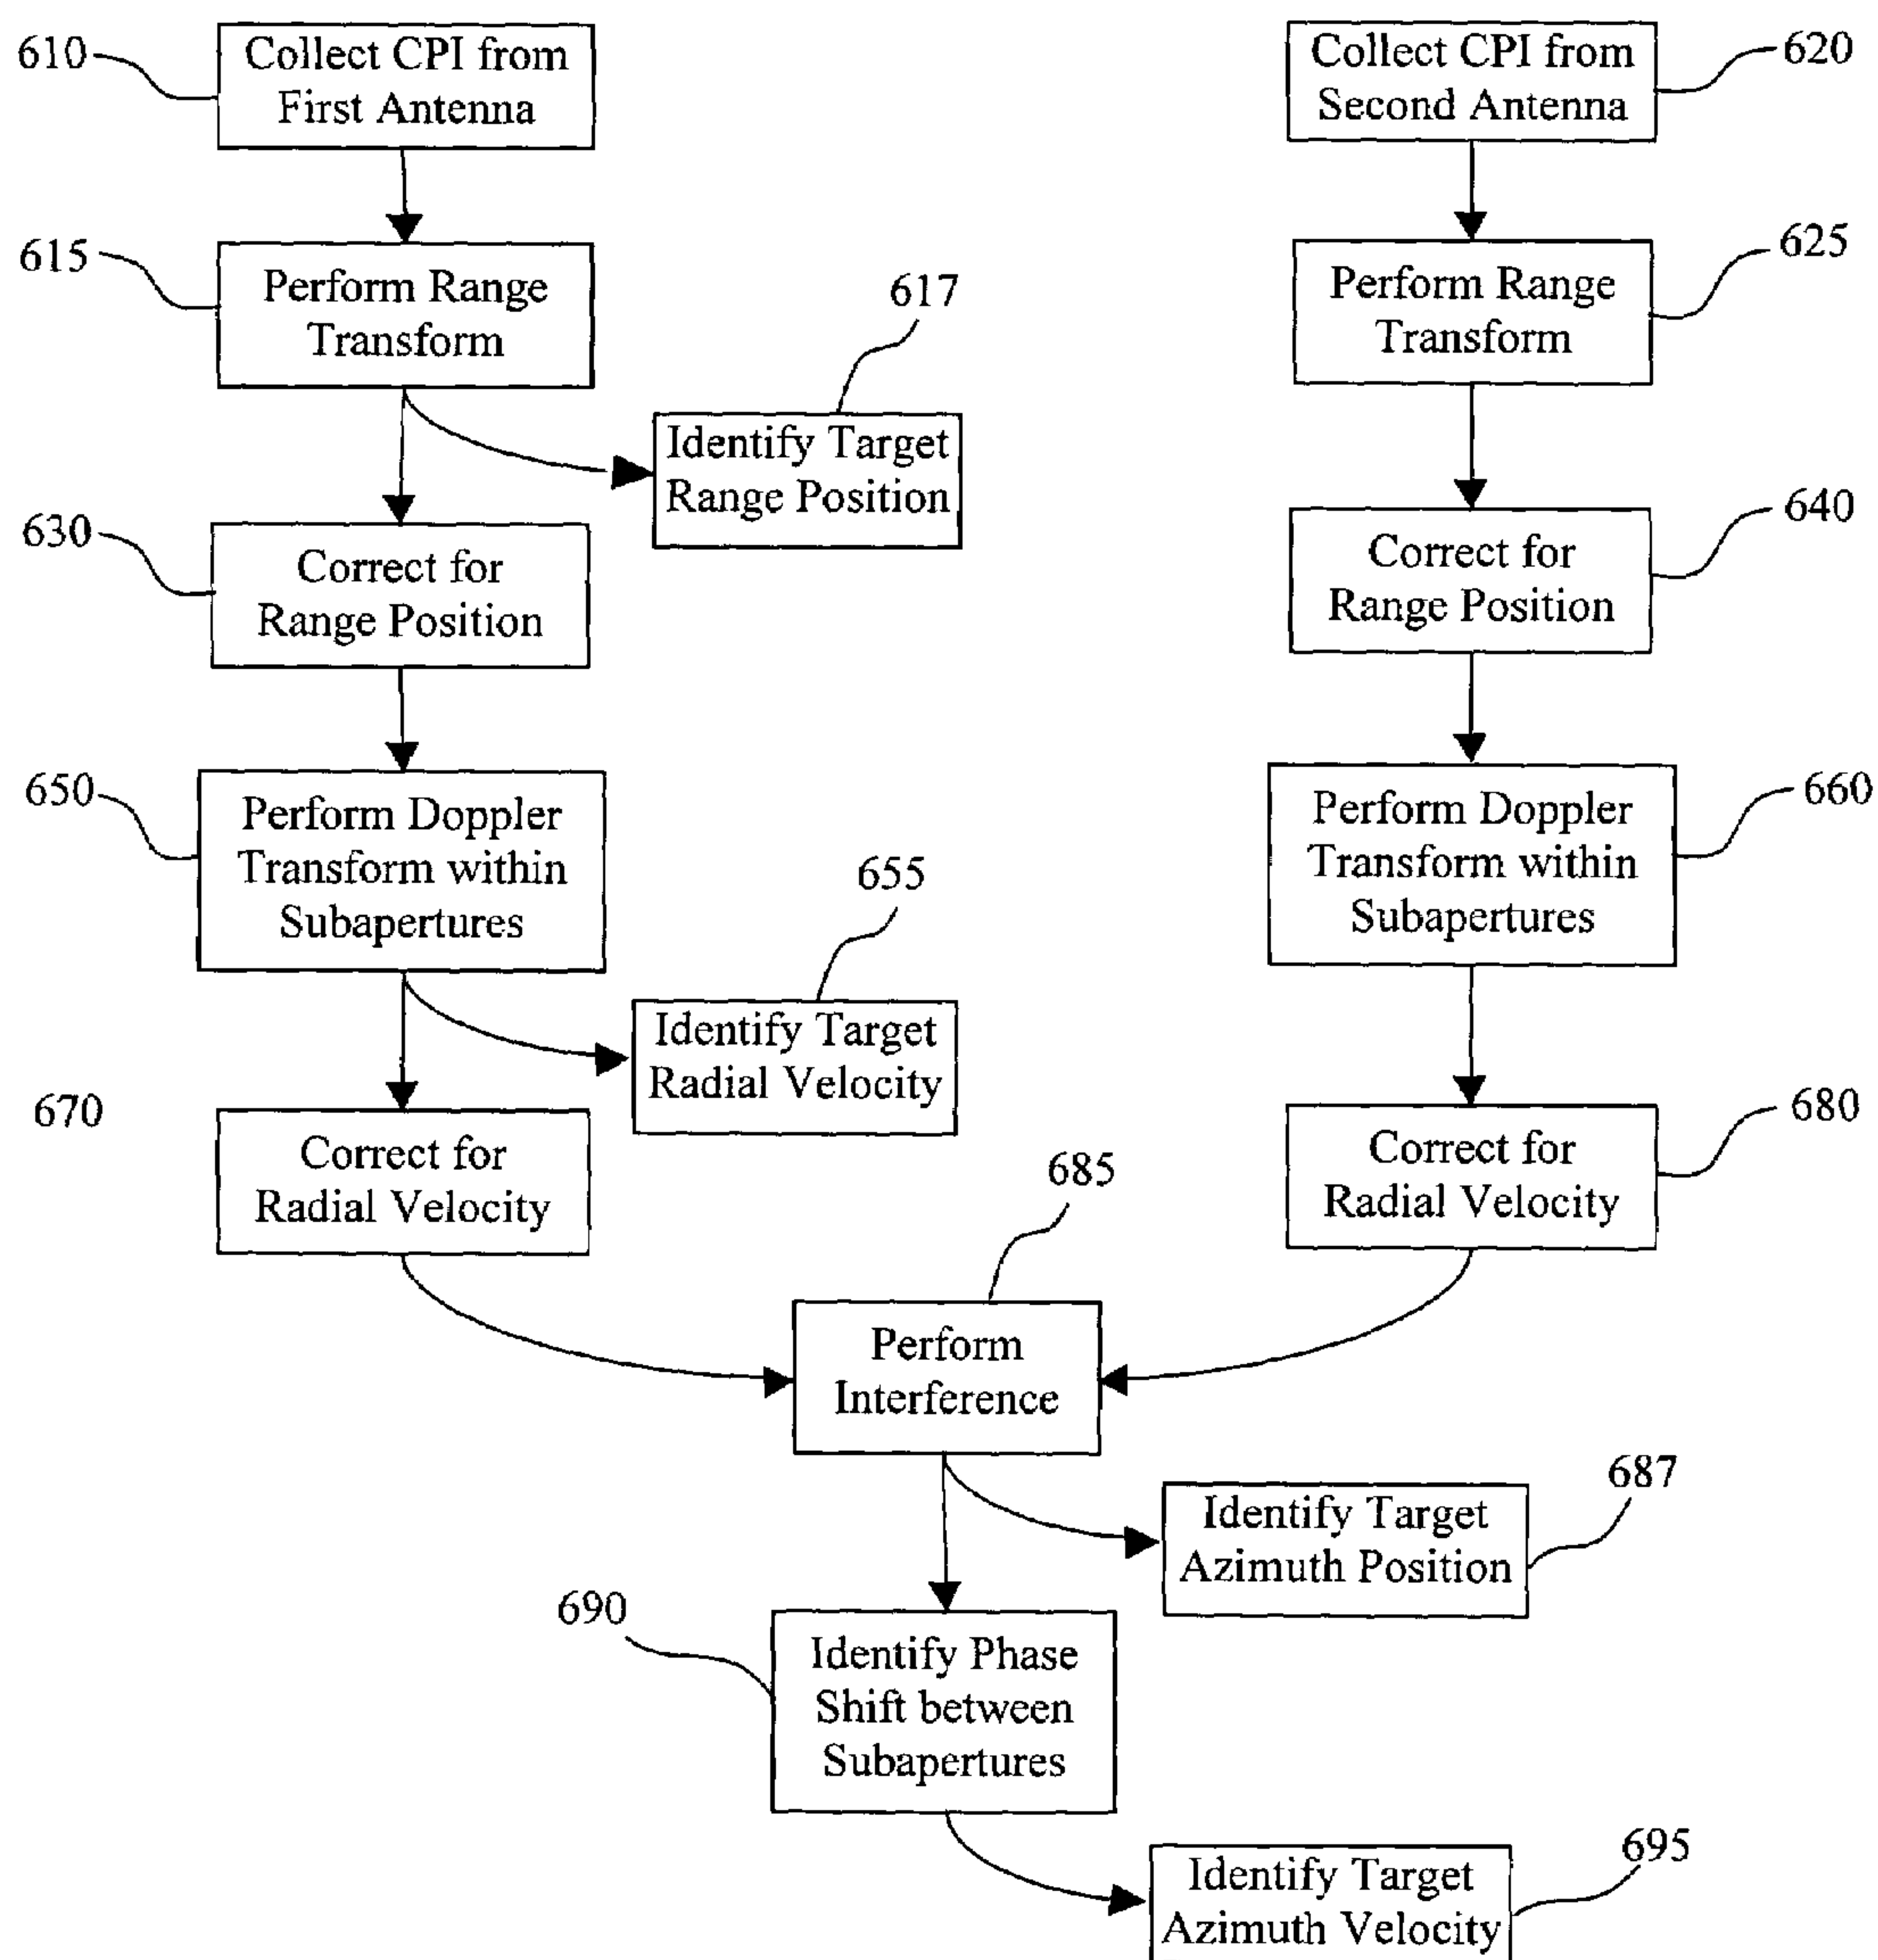 610
Collect CPI from
First Antenna
Collect CPI from
Second Antenna
620
615
Perform Range
Transform
617
Perform Range
Transform
625
Identify Target
Range Position
630
Correct for
Range Position
Correct for
Range Position
640
650
Perform Doppler
Transform within
Subapertures
655
Perform Doppler
Transform within
Subapertures
660
Identify Target
Radial Velocity
670
Correct for
Radial Velocity
685
Correct for
Radial Velocity
680
Perform
Interference
687
Identify Target
Azimuth Position
690
Identify Phase
Shift between
Subapertures
695
Identify Target
Azimuth Velocity